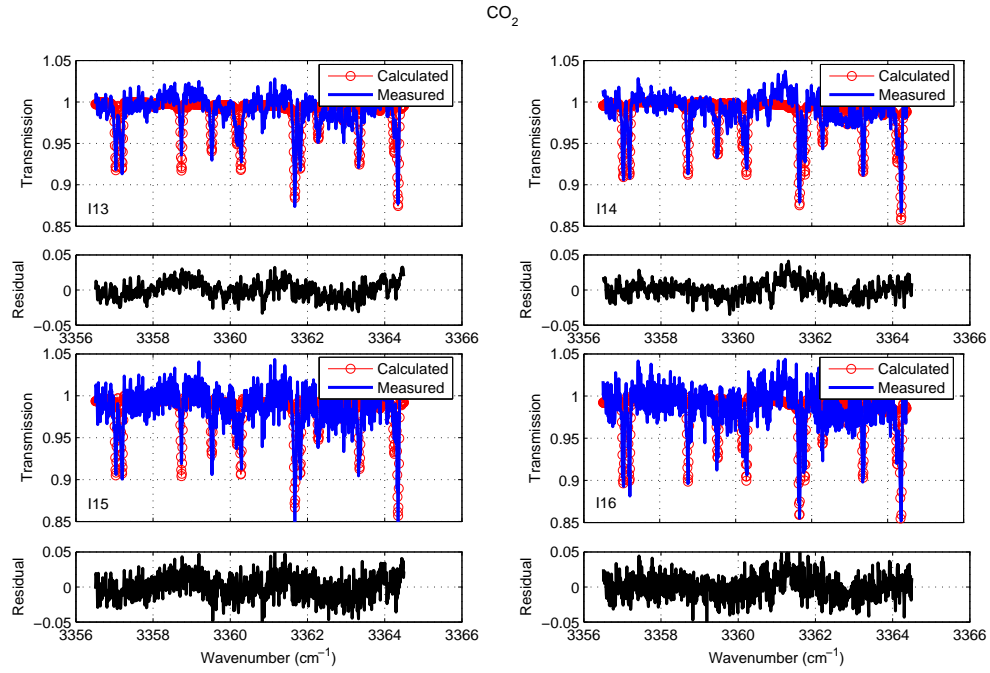 CO2
1.05
1
0.95
0.9
0.85
Transmission
Calculated
Measured
I13
0.05
0
−0.05
Residual
3356 3358 3360 3362 3364 3366
1.05
1
0.95
0.9
0.85
Transmission
Calculated
Measured
I14
0.05
0
−0.05
Residual
3356 3358 3360 3362 3364 3366
1.05
1
0.95
0.9
0.85
Transmission
Calculated
Measured
I15
0.05
0
−0.05
Residual
3356 3358 3360 3362 3364 3366
Wavenumber (cm−1)
1.05
1
0.95
0.9
0.85
Transmission
Calculated
Measured
I16
0.05
0
−0.05
Residual
3356 3358 3360 3362 3364 3366
Wavenumber (cm−1)